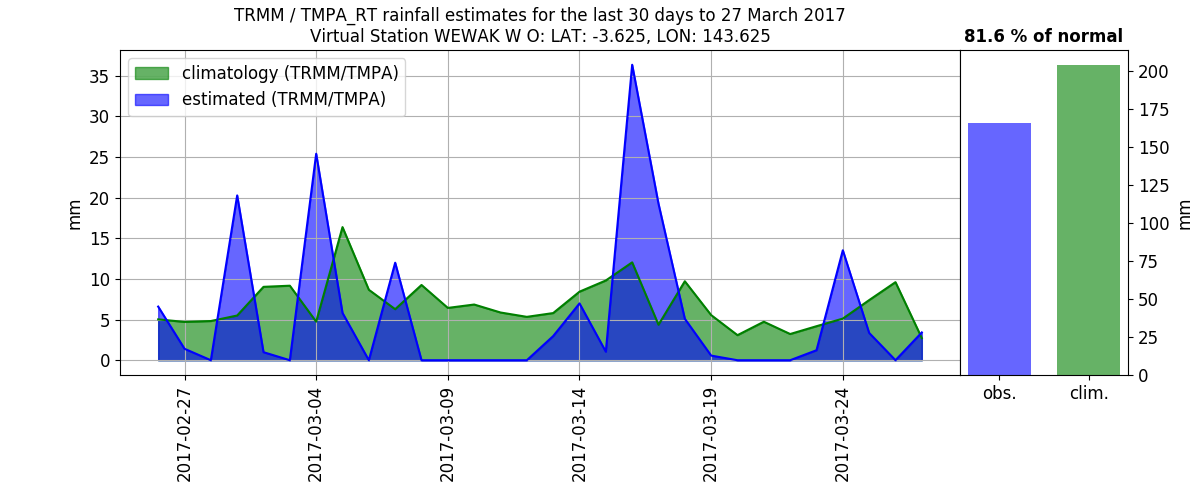 TRMM / TMPA_RT rainfall estimates for the last 30 days to 27 March 2017
Virtual Station WEWAK W O: LAT: -3.625, LON: 143.625
81.6 % of normal
climatology (TRMM/TMPA)
estimated (TRMM/TMPA)
mm
35
30
25
20
15
10
5
0
2017-02-27
2017-03-04
2017-03-09
2017-03-14
2017-03-19
2017-03-24
200
175
150
125
100
75
50
25
0
mm
obs.
clim.